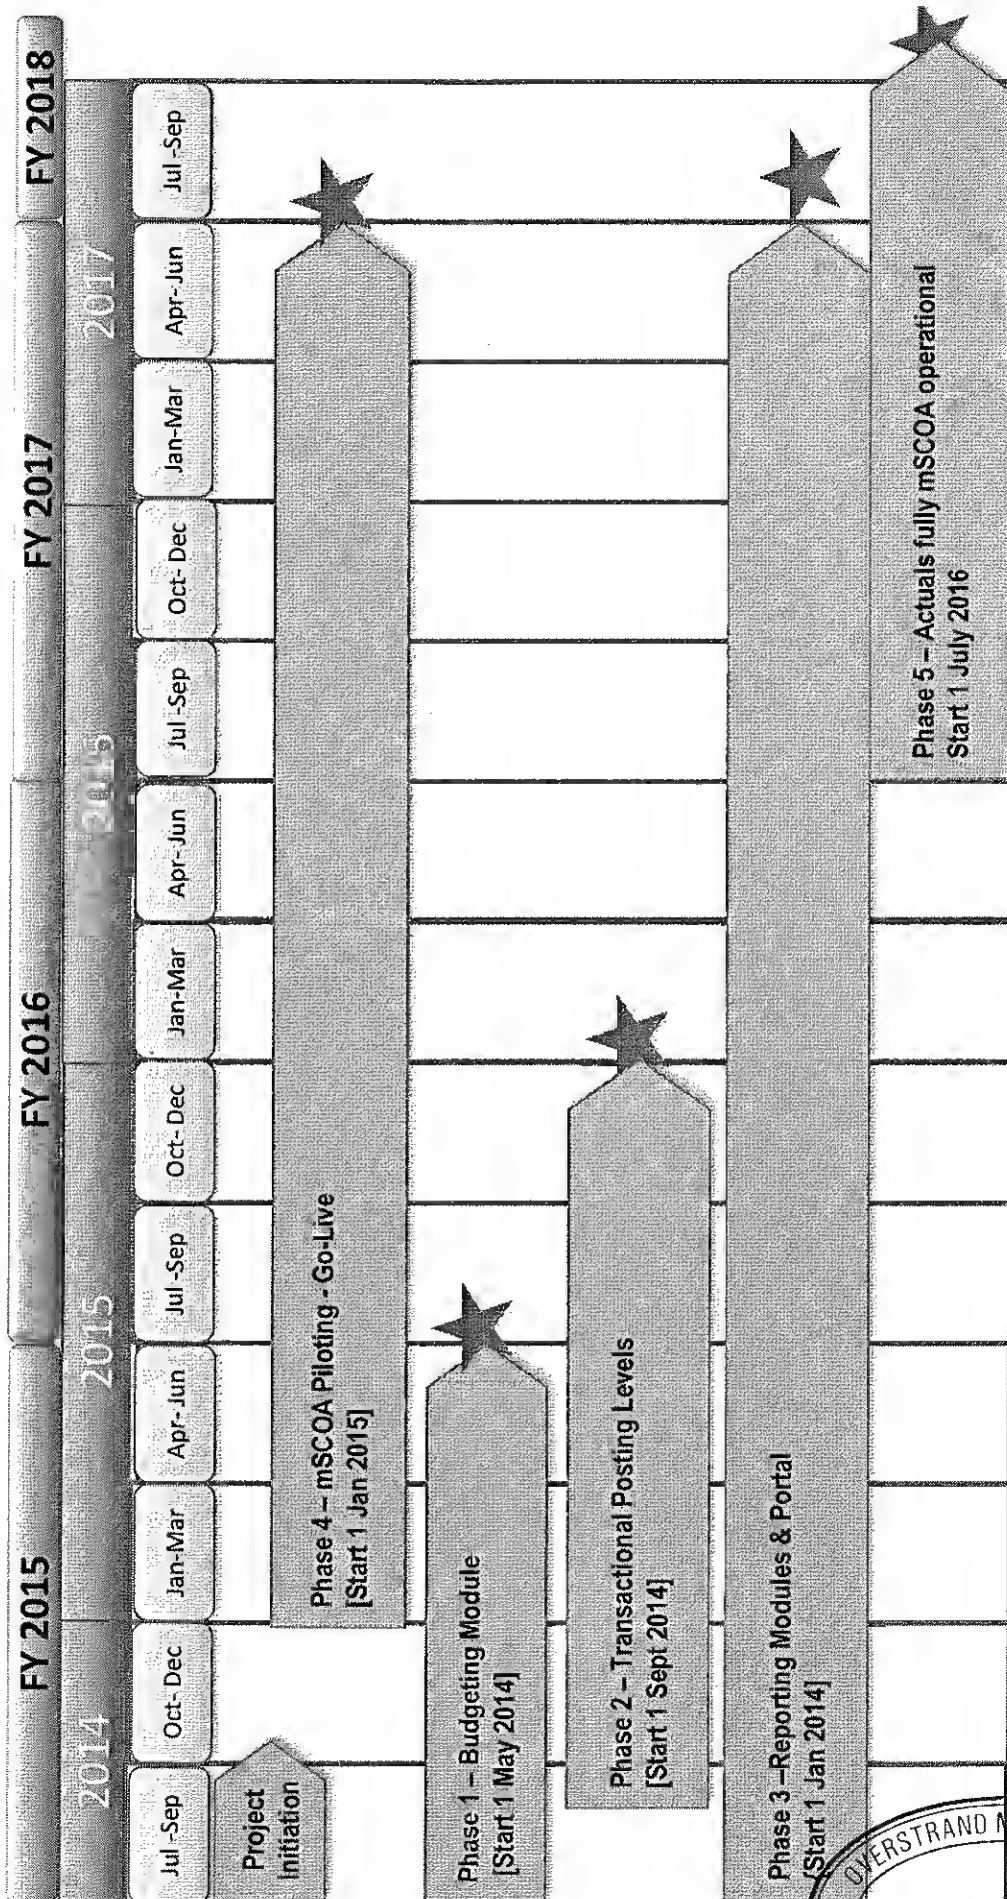 FY 2015 FY 2016 FY 2017 FY 2018
2014 2015 2017
Jul -Sep Oct- Dec Jan-Mar Apr- Jun Jul -Sep Oct- Dec Jan-Mar Apr-Jun Jul -Sep Oct- Dec Jan-Mar Apr-Jun Jul -Sep
Project
Initiation
Phase 4 – mSCOA Piloting - Go-Live
[Start 1 Jan 2015]
Phase 1 – Budgeting Module
[Start 1 May 2014]
Phase 2 – Transactional Posting Levels
[Start 1 Sept 2014]
Phase 3 –Reporting Modules & Portal
[Start 1 Jan 2014]
Phase 5 – Actuals fully mSCOA operational
Start 1 July 2016
OVERSTRAND